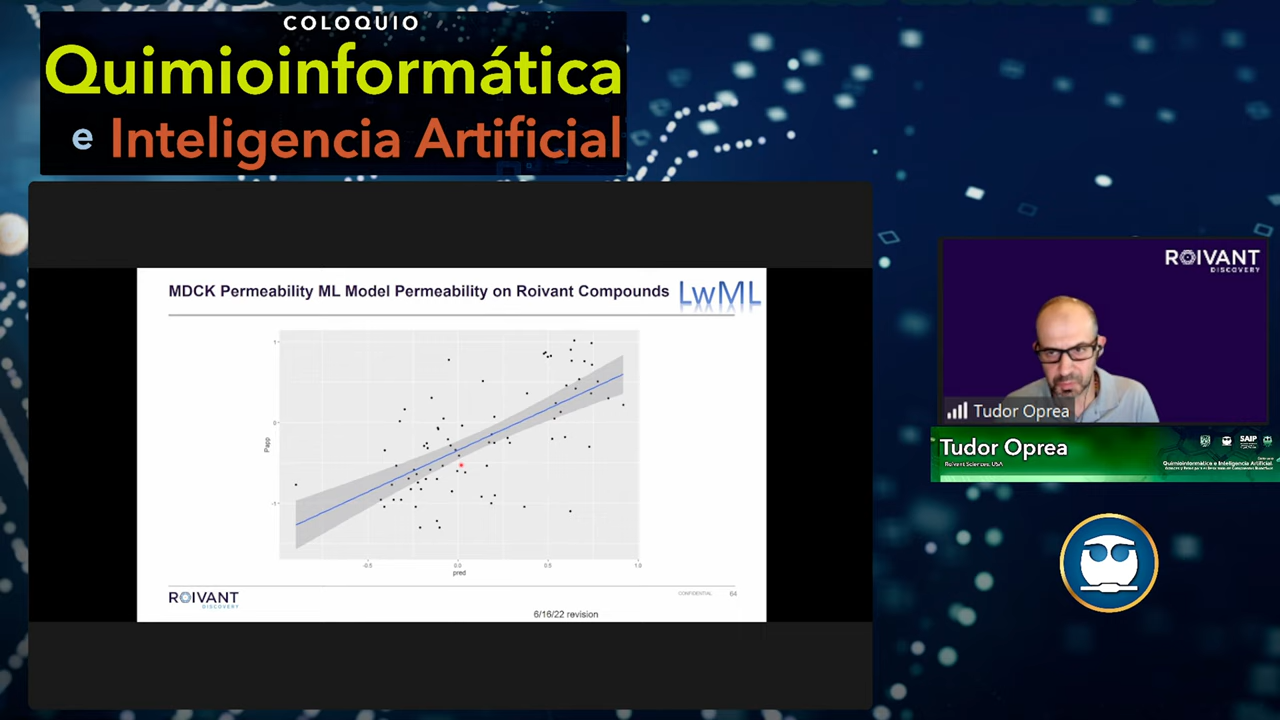 COLOQUIO
Quimioinformática
e Inteligencia Artificial
MDCK Permeability ML Model Permeability on Roivant Compounds
LwML
1
0
-1
Papp
-0.5
0.0
0.5
1.0
pred
ROIVANT
DISCOVERY
CONFIDENTIAL
64
6/16/22 revision
ROIVANT
DISCOVERY
Tudor Oprea
Tudor Oprea
Roivant Sciences, USA
SAIP
Quimioinformática e Inteligencia Artificial